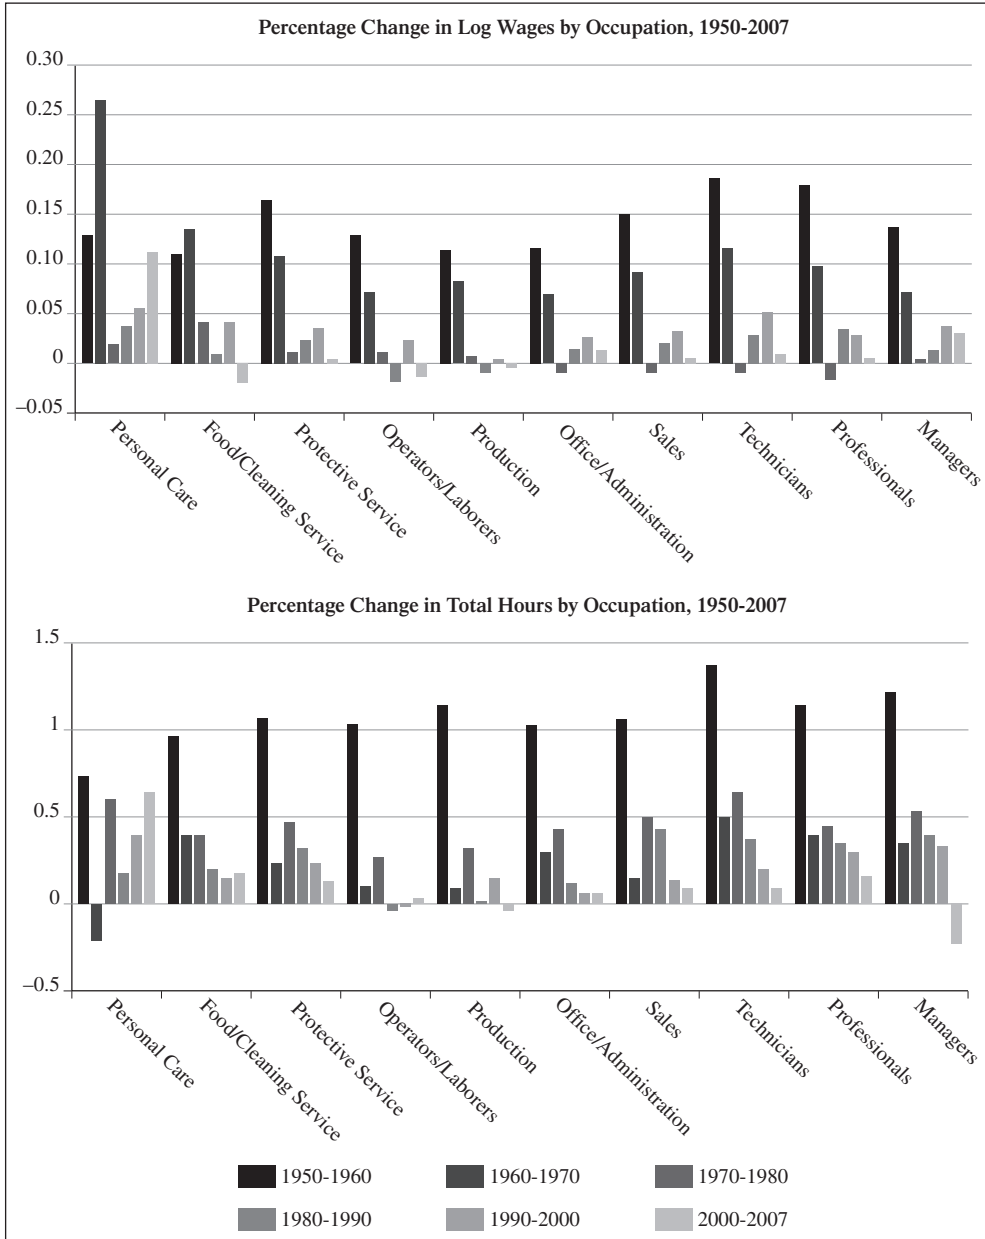 Percentage Change in Log Wages by Occupation, 1950-2007
0.30
0.25
0.20
0.15
0.10
0.05
0
−0.05
Personal Care
Food/Cleaning Service
Protective Service
Operators/Laborers
Production
Office/Administration
Sales
Technicians
Professionals
Managers
Percentage Change in Total Hours by Occupation, 1950-2007
1.5
1
0.5
0
−0.5
Personal Care
Food/Cleaning Service
Protective Service
Operators/Laborers
Production
Office/Administration
Sales
Technicians
Professionals
Managers
1950-1960 1960-1970 1970-1980
1980-1990 1990-2000 2000-2007